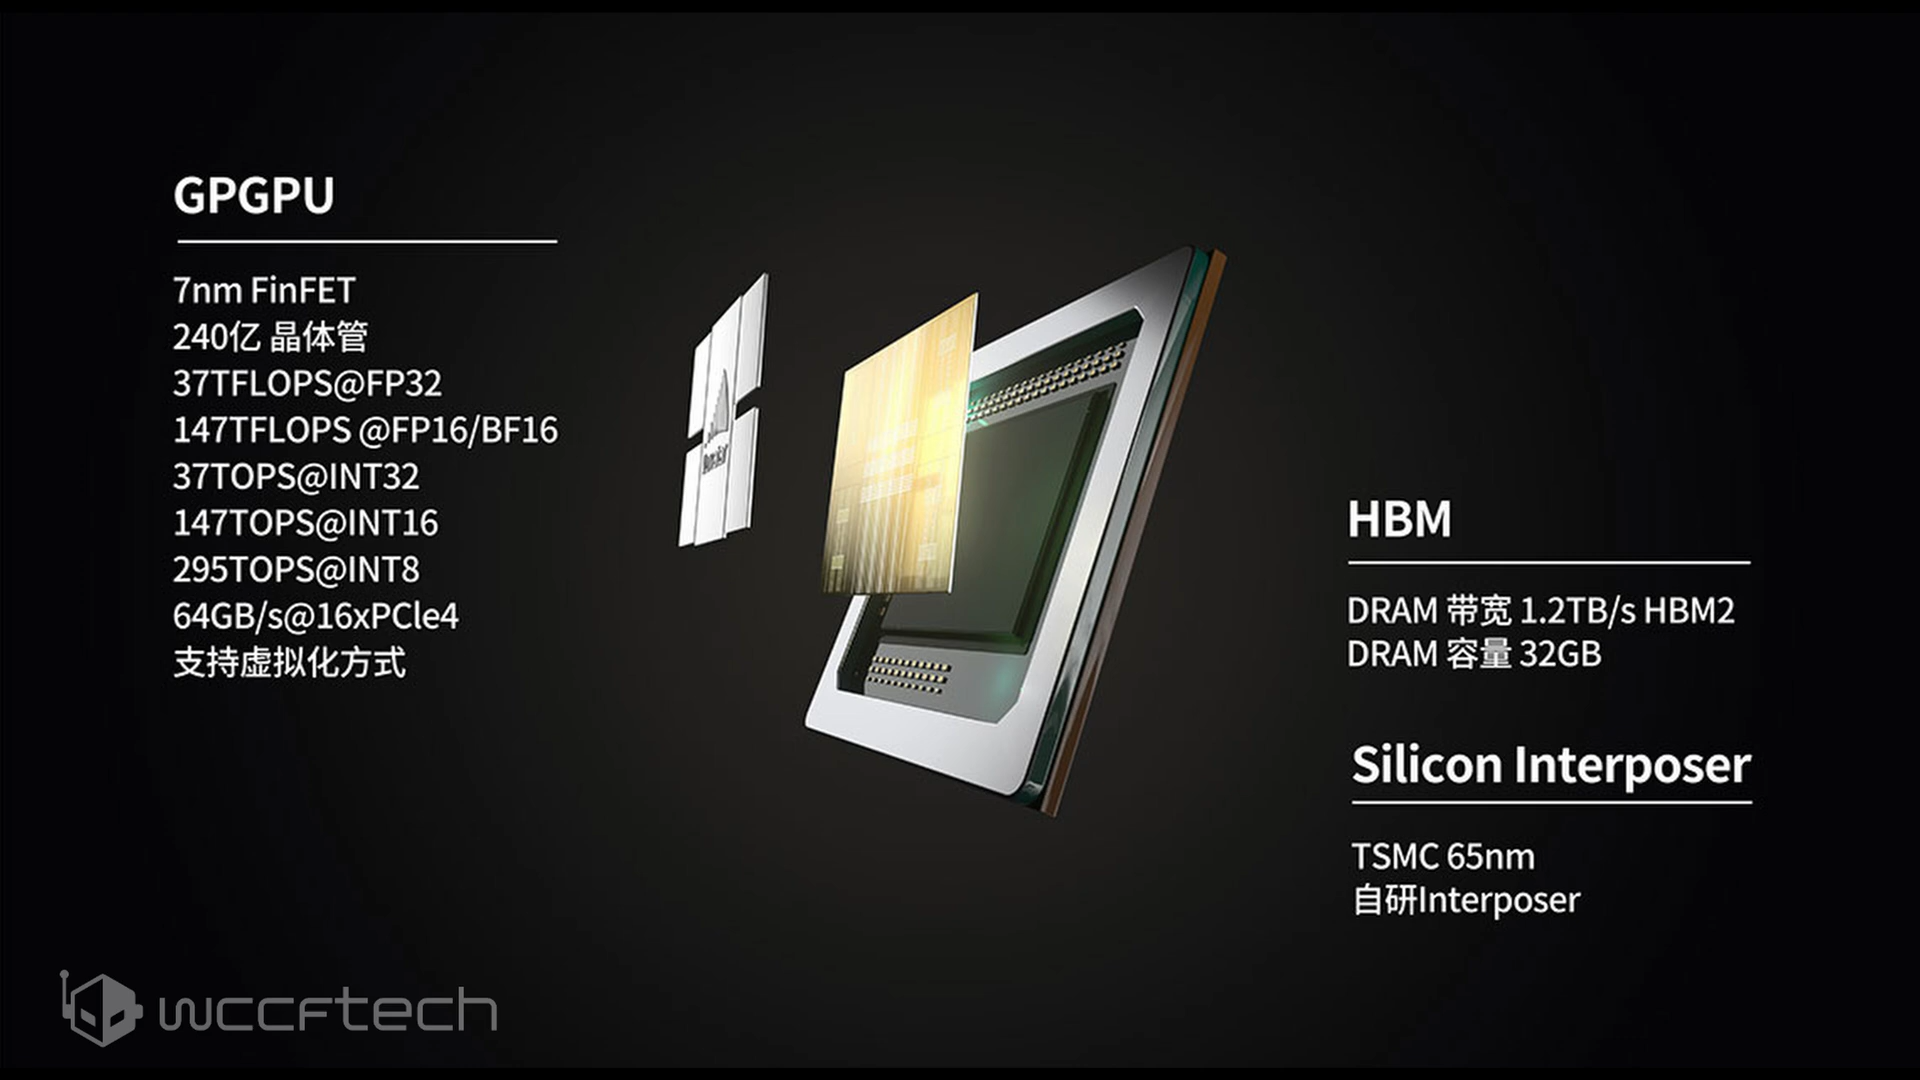 GPGPU
7nm FinFET
240亿 晶体管
37TFLOPS@FP32
147TFLOPS @FP16/BF16
37TOPS@INT32
147TOPS@INT16
295TOPS@INT8
64GB/s@16xPCle4
支持虚拟化方式
HBM
DRAM 带宽 1.2TB/s HBM2
DRAM 容量 32GB
Silicon Interposer
TSMC 65nm
自研Interposer
wccftech